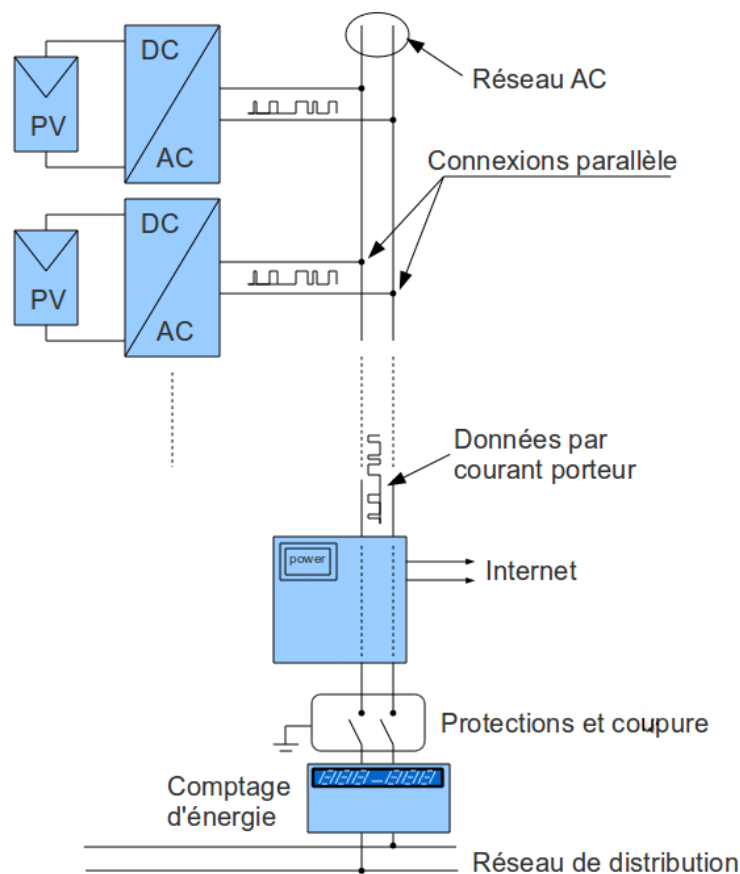 DC
Réseau AC
PV
AC
Connexions parallèle
DC
PV
AC
Données par
courant porteur
power
Internet
Protections et coupure
Comptage
d'énergie
Réseau de distribution